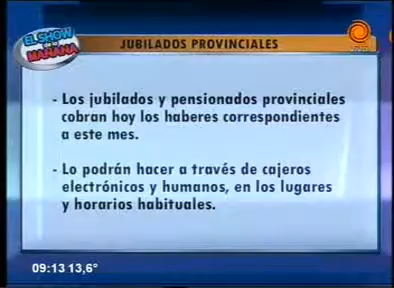 EL SHOW
de la
MAÑANA
JUBILADOS PROVINCIALES
- Los jubilados y pensionados provinciales
cobran hoy los haberes correspondientes
a este mes.
- Lo podrán hacer a través de cajeros
electrónicos y humanos, en los lugares
y horarios habituales.
09:13 13,6°